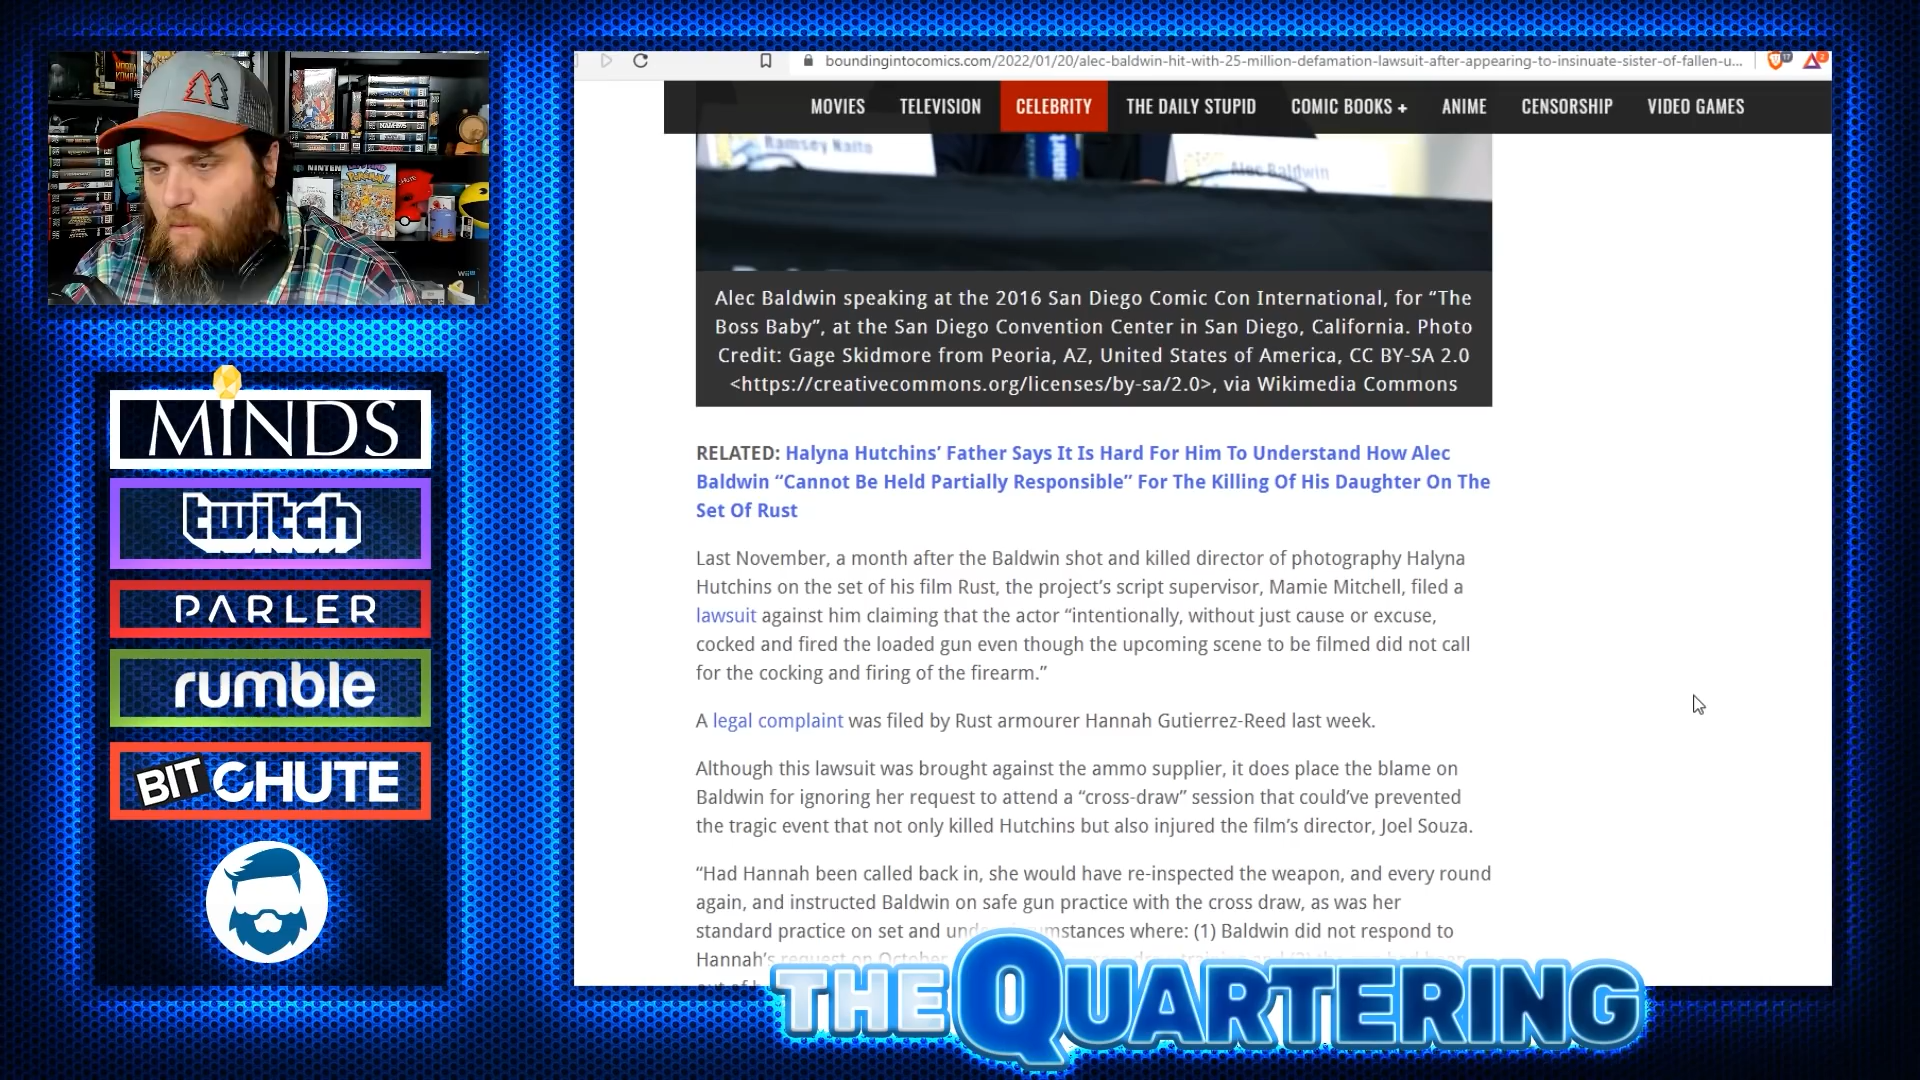 boundingintocomics.com/2022/01/20/alec-baldwin-hit-with-25-million-defamation-lawsuit-after-appearing-to-insinuate-sister-of-fallen-u...
MOVIES TELEVISION CELEBRITY THE DAILY STUPID COMIC BOOKS + ANIME CENSORSHIP VIDEO GAMES
Ramsey Naito
smart
Alec Baldwin
Alec Baldwin speaking at the 2016 San Diego Comic Con International, for “The
Boss Baby”, at the San Diego Convention Center in San Diego, California. Photo
Credit: Gage Skidmore from Peoria, AZ, United States of America, CC BY-SA 2.0
<https://creativecommons.org/licenses/by-sa/2.0>, via Wikimedia Commons
RELATED: Halyna Hutchins’ Father Says It Is Hard For Him To Understand How Alec
Baldwin “Cannot Be Held Partially Responsible” For The Killing Of His Daughter On The
Set Of Rust
Last November, a month after the Baldwin shot and killed director of photography Halyna
Hutchins on the set of his film Rust, the project’s script supervisor, Mamie Mitchell, filed a
lawsuit against him claiming that the actor “intentionally, without just cause or excuse,
cocked and fired the loaded gun even though the upcoming scene to be filmed did not call
for the cocking and firing of the firearm.”
A legal complaint was filed by Rust armourer Hannah Gutierrez-Reed last week.
Although this lawsuit was brought against the ammo supplier, it does place the blame on
Baldwin for ignoring her request to attend a “cross-draw” session that could’ve prevented
the tragic event that not only killed Hutchins but also injured the film’s director, Joel Souza.
“Had Hannah been called back in, she would have re-inspected the weapon, and every round
again, and instructed Baldwin on safe gun practice with the cross draw, as was her
standard practice on set and under circumstances where: (1) Baldwin did not respond to
Hannah’s request on October
MINDS
twitch
PARLER
rumble
BITCHUTE
THE QUARTERING
NINTENDO